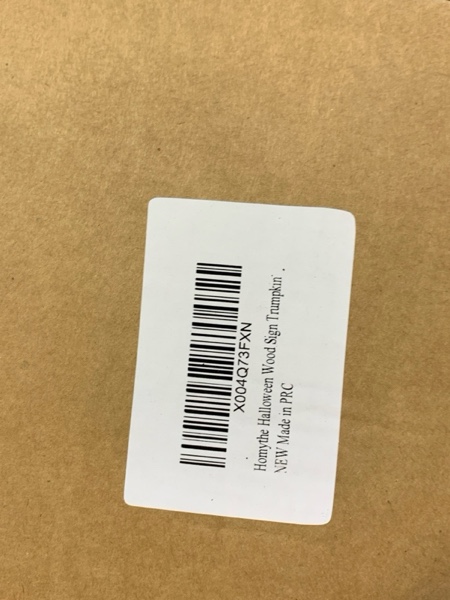 X004Q73FXN
Homythe Halloween Wood Sign Trumpkin' .
NEW Made in PRC